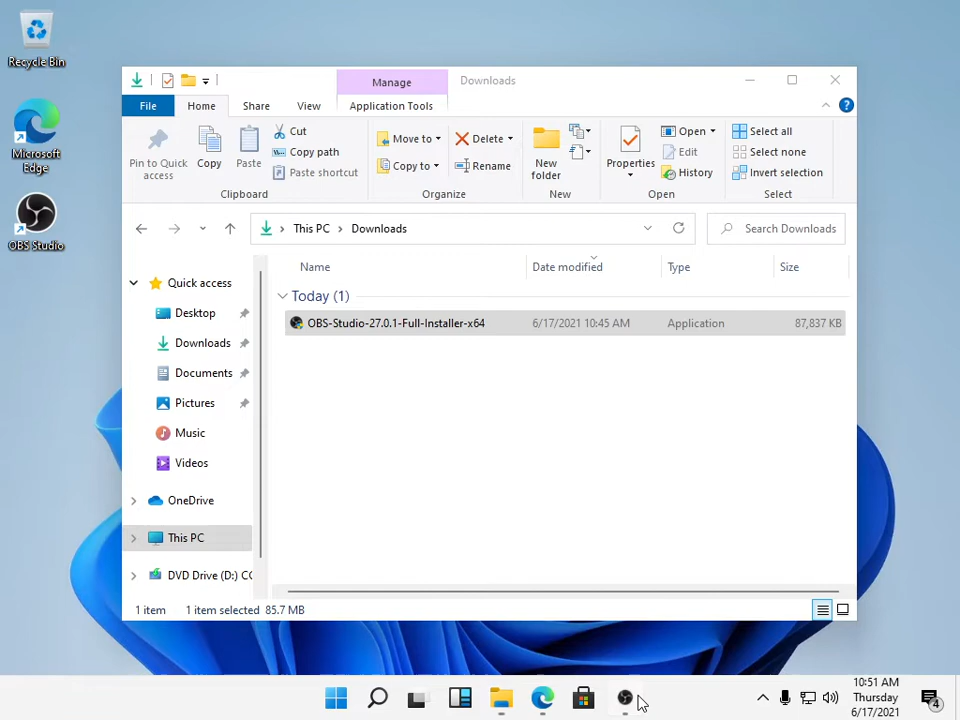 Recycle Bin
Microsoft
Edge
OBS Studio
Manage
Downloads
File
Home
Share
View
Application Tools
Pin to Quick
access
Copy
Paste
Cut
Copy path
Paste shortcut
Clipboard
Move to
Copy to
Delete
Rename
Organize
New
folder
New
Properties
Open
Edit
History
Open
Select all
Select none
Invert selection
Select
This PC
Downloads
Search Downloads
Name
Date modified
Type
Size
Today (1)
OBS-Studio-27.0.1-Full-Installer-x64
6/17/2021 10:45 AM
Application
87,837 KB
Quick access
Desktop
Downloads
Documents
Pictures
Music
Videos
OneDrive
This PC
DVD Drive (D:) CC
1 item
1 item selected 85.7 MB
10:51 AM
Thursday
6/17/2021
4